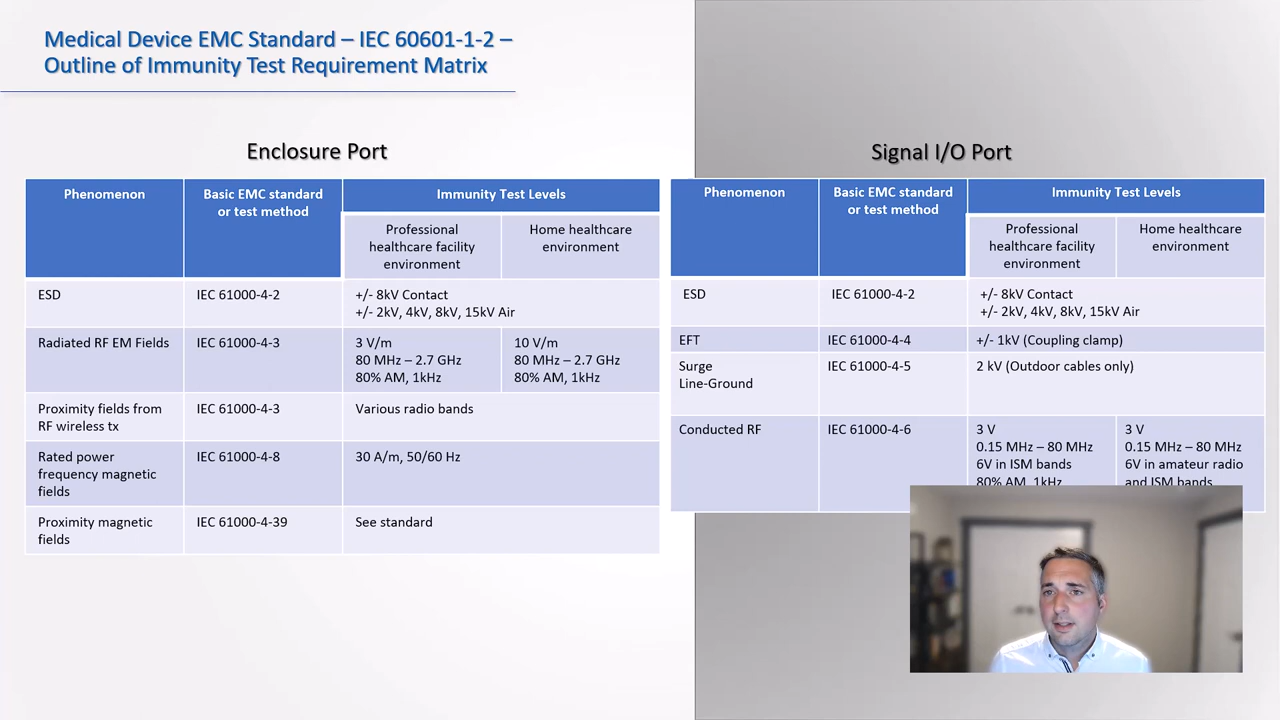 Medical Device EMC Standard – IEC 60601-1-2 –
Outline of Immunity Test Requirement Matrix
Enclosure Port
Phenomenon
Basic EMC standard
or test method
Immunity Test Levels
Professional
healthcare facility
environment
Home healthcare
environment
ESD
IEC 61000-4-2
+/- 8kV Contact
+/- 2kV, 4kV, 8kV, 15kV Air
Radiated RF EM Fields
IEC 61000-4-3
3 V/m
80 MHz – 2.7 GHz
80% AM, 1kHz
10 V/m
80 MHz – 2.7 GHz
80% AM, 1kHz
Proximity fields from
RF wireless tx
IEC 61000-4-3
Various radio bands
Rated power
frequency magnetic
fields
IEC 61000-4-8
30 A/m, 50/60 Hz
Proximity magnetic
fields
IEC 61000-4-39
See standard
Signal I/O Port
Phenomenon
Basic EMC standard
or test method
Immunity Test Levels
Professional
healthcare facility
environment
Home healthcare
environment
ESD
IEC 61000-4-2
+/- 8kV Contact
+/- 2kV, 4kV, 8kV, 15kV Air
EFT
IEC 61000-4-4
+/- 1kV (Coupling clamp)
Surge
Line-Ground
IEC 61000-4-5
2 kV (Outdoor cables only)
Conducted RF
IEC 61000-4-6
3 V
0.15 MHz – 80 MHz
6V in ISM bands
80% AM, 1kHz
3 V
0.15 MHz – 80 MHz
6V in amateur radio
and ISM bands